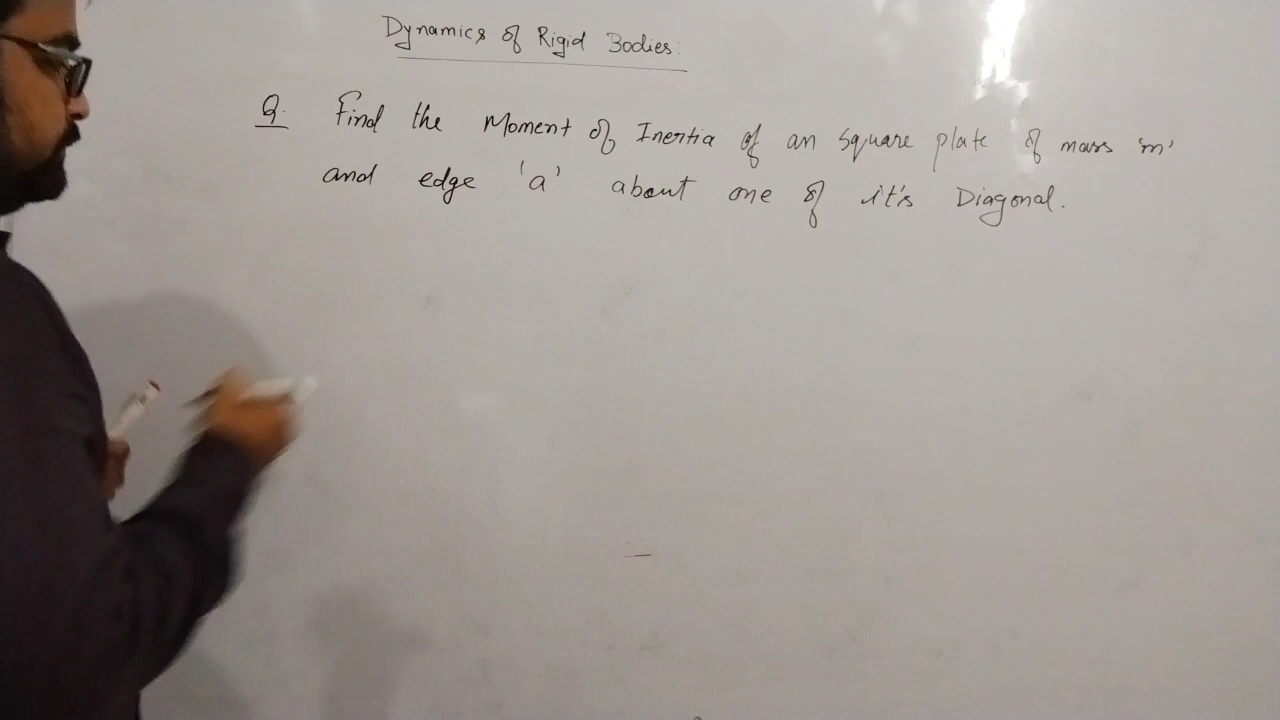 Dynamics of Rigid Bodies:
Q. Find the Moment of Inertia of an square plate of mass 'm'
and edge 'a' about one of it's Diagonal.